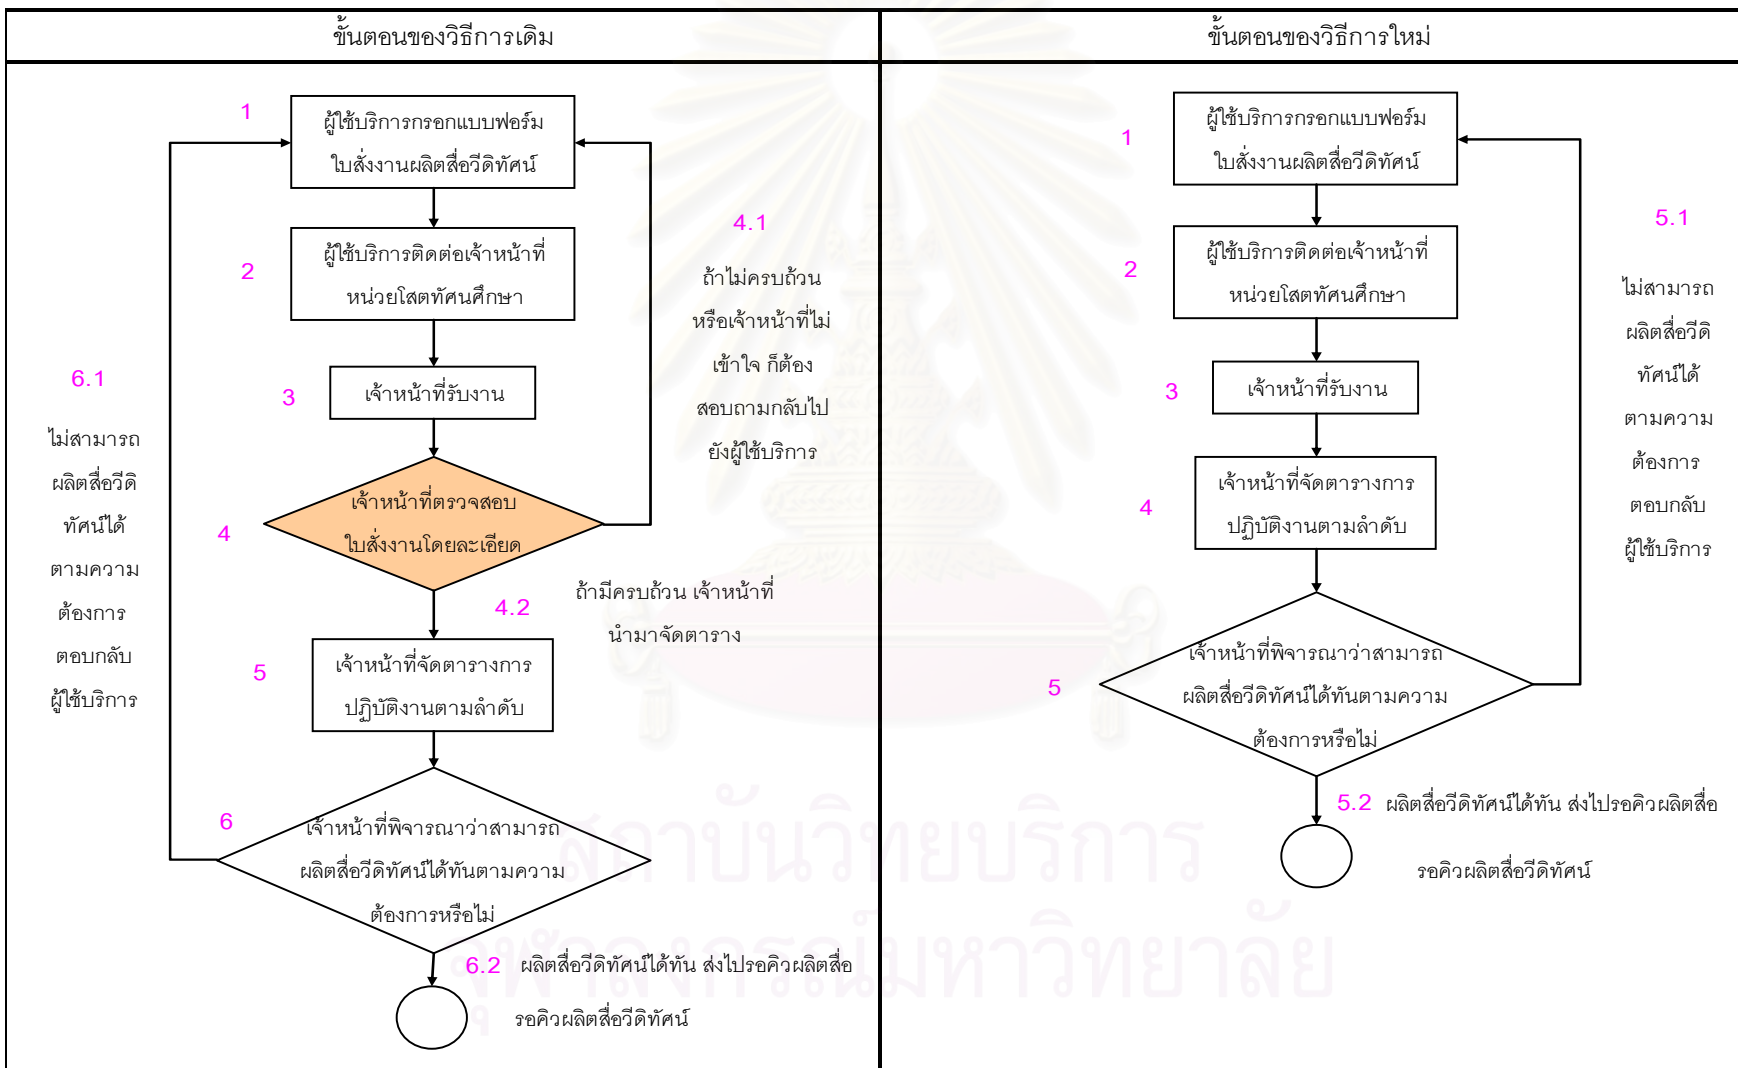 ขั้นตอนของวิธีการเดิม
1
ผู้ใช้บริการกรอกแบบฟอร์ม
ใบสั่งงานผลิตสื่อวีดิทัศน์
2
ผู้ใช้บริการติดต่อเจ้าหน้าที่
หน่วยโสตทัศนศึกษา
3
เจ้าหน้าที่รับงาน
4
เจ้าหน้าที่ตรวจสอบ
ใบสั่งงานโดยละเอียด
4.1
ถ้าไม่ครบถ้วน
หรือเจ้าหน้าที่ไม่
เข้าใจ ก็ต้อง
สอบถามกลับไป
ยังผู้ใช้บริการ
4.2
ถ้ามีครบถ้วน เจ้าหน้าที่
นำมาจัดตาราง
5
เจ้าหน้าที่จัดตารางการ
ปฏิบัติงานตามลำดับ
6
เจ้าหน้าที่พิจารณาว่าสามารถ
ผลิตสื่อวีดิทัศน์ได้ทันตามความ
ต้องการหรือไม่
6.1
ไม่สามารถ
ผลิตสื่อวีดิ
ทัศน์ได้
ตามความ
ต้องการ
ตอบกลับ
ผู้ใช้บริการ
6.2 ผลิตสื่อวีดิทัศน์ได้ทัน ส่งไปรอคิวผลิตสื่อ
รอคิวผลิตสื่อวีดิทัศน์
ขั้นตอนของวิธีการใหม่
1
ผู้ใช้บริการกรอกแบบฟอร์ม
ใบสั่งงานผลิตสื่อวีดิทัศน์
2
ผู้ใช้บริการติดต่อเจ้าหน้าที่
หน่วยโสตทัศนศึกษา
3
เจ้าหน้าที่รับงาน
4
เจ้าหน้าที่จัดตารางการ
ปฏิบัติงานตามลำดับ
5
เจ้าหน้าที่พิจารณาว่าสามารถ
ผลิตสื่อวีดิทัศน์ได้ทันตามความ
ต้องการหรือไม่
5.1
ไม่สามารถ
ผลิตสื่อวีดิ
ทัศน์ได้
ตามความ
ต้องการ
ตอบกลับ
ผู้ใช้บริการ
5.2 ผลิตสื่อวีดิทัศน์ได้ทัน ส่งไปรอคิวผลิตสื่อ
รอคิวผลิตสื่อวีดิทัศน์
สถาบันวิทยบริการ
จุฬาลงกรณ์มหาวิทยาลัย